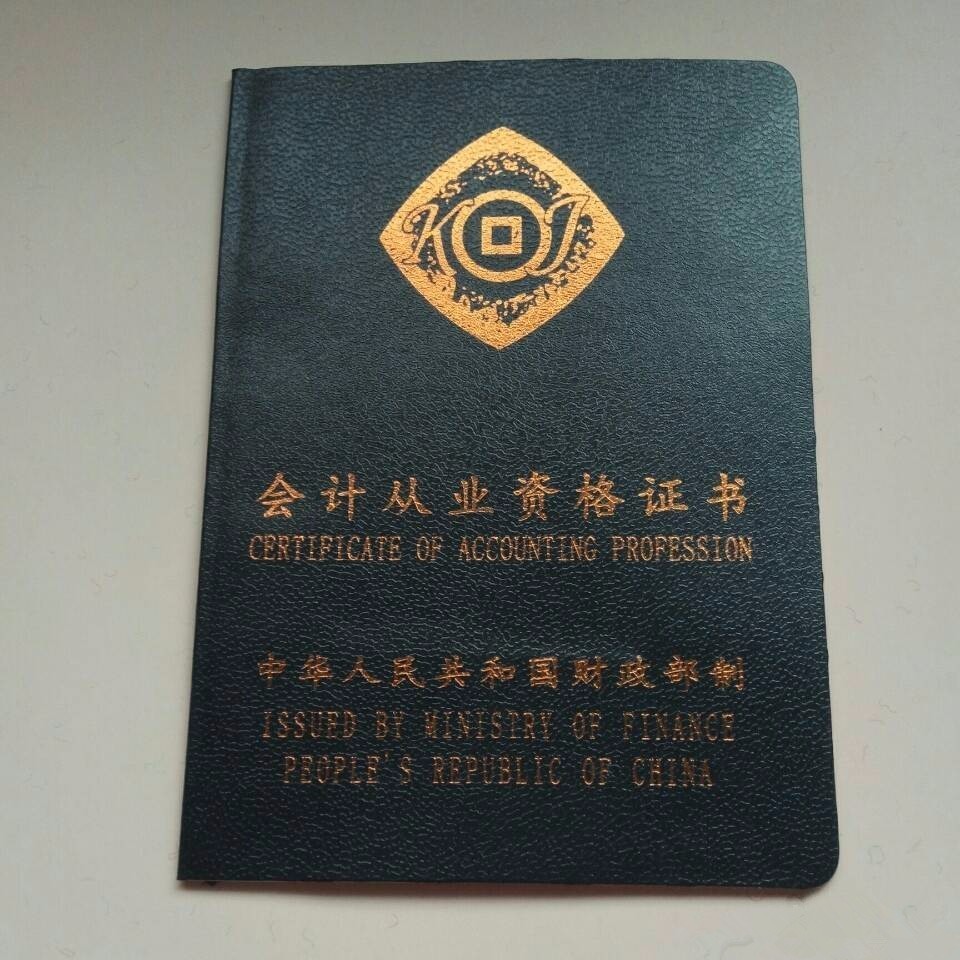 KJ
会计从业资格证书
CERTIFICATE OF ACCOUNTING PROFESSION
中华人民共和国财政部制
ISSUED BY MINISTRY OF FINANCE
PEOPLE'S REPUBLIC OF CHINA